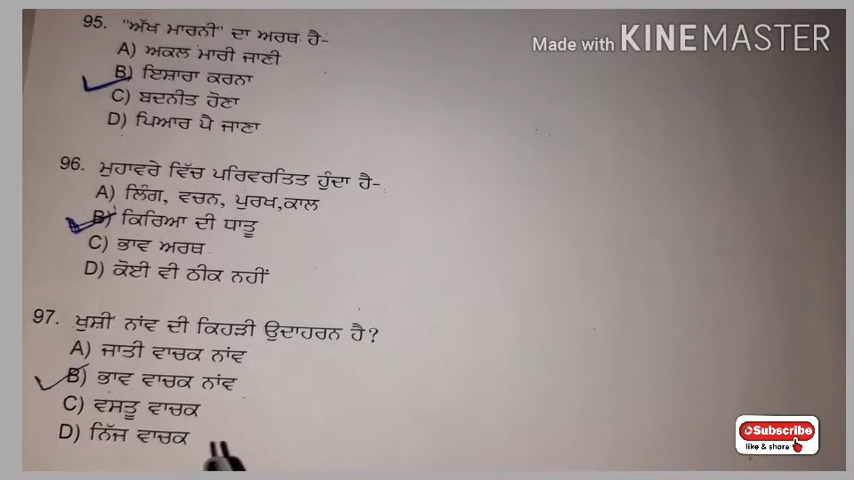 95. "ਅੱਖ ਮਾਰਨੀ" ਦਾ ਅਰਥ ਹੈ-
A) ਅਕਲ ਮਾਰੀ ਜਾਣੀ
B) ਇਸ਼ਾਰਾ ਕਰਨਾ
C) ਬਦਨੀਤ ਹੋਣਾ
D) ਪਿਆਰ ਪੈ ਜਾਣਾ
Made with KINEMASTER
96. ਮੁਹਾਵਰੇ ਵਿੱਚ ਪਰਿਵਰਤਿਤ ਹੁੰਦਾ ਹੈ-
A) ਲਿੰਗ, ਵਚਨ, ਪੁਰਖ,ਕਾਲ
B) ਕਿਰਿਆ ਦੀ ਧਾਤੂ
C) ਭਾਵ ਅਰਥ
D) ਕੋਈ ਵੀ ਠੀਕ ਨਹੀਂ
97. ਖੁਸ਼ੀ ਨਾਂਵ ਦੀ ਕਿਹੜੀ ਉਦਾਹਰਨ ਹੈ?
A) ਜਾਤੀ ਵਾਚਕ ਨਾਂਵ
B) ਭਾਵ ਵਾਚਕ ਨਾਂਵ
C) ਵਸਤੂ ਵਾਚਕ
D) ਨਿੱਜ ਵਾਚਕ
Subscribe
like & share